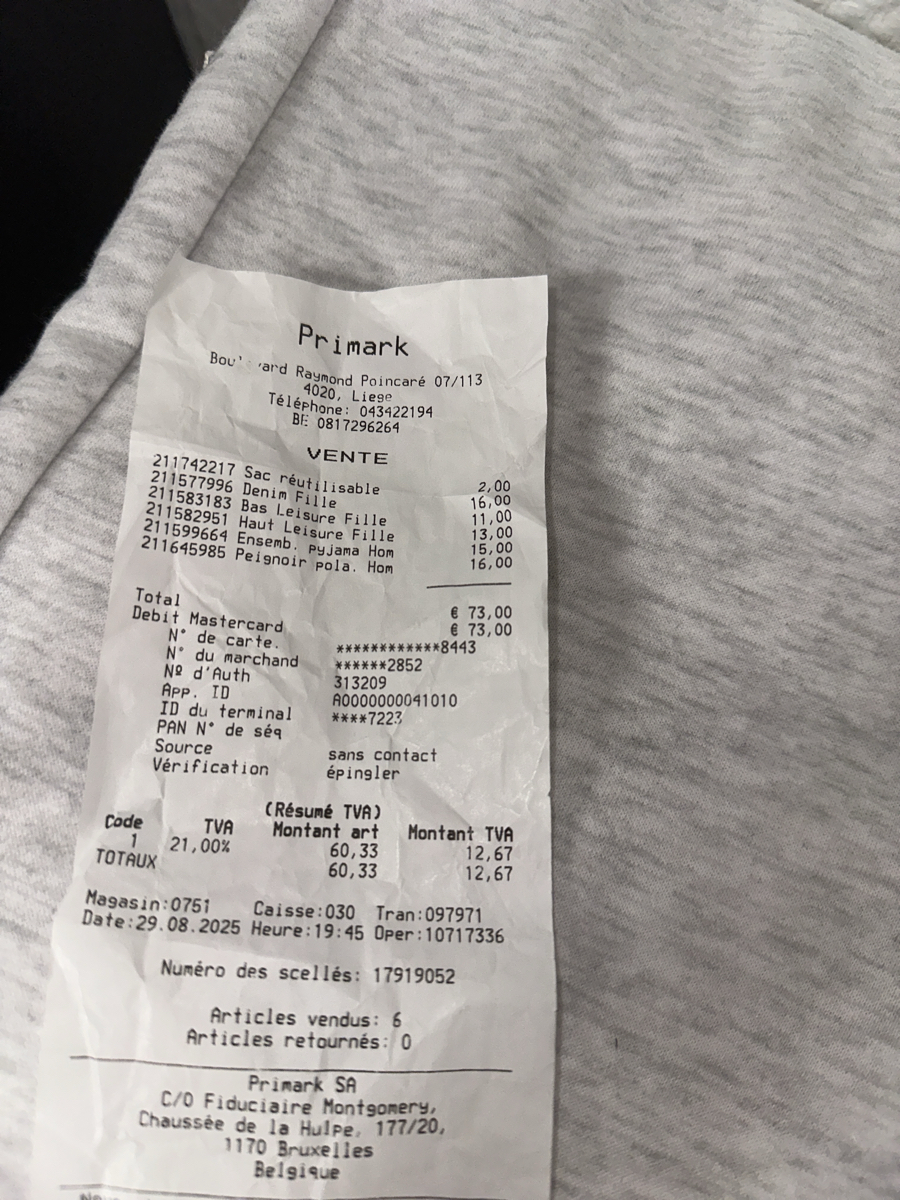 Primark
Raymond Poincaré 07/113
4020, Liege
Téléphone: 043422194
BE 0817296264
VENTE
211742217 Sac réutilisable 2,00
211577996 Denim Fille 16,00
211583183 Bas Leisure Fille 11,00
211582951 Haut Leisure Fille 13,00
211599664 Ensemb. pyjama Hom 15,00
211645985 Peignoir pola. Hom 16,00
Total € 73,00
Debit Mastercard € 73,00
N° de carte. ************8443
N° du marchand ******2852
Nº d'Auth 313209
App. ID A0000000041010
ID du terminal ****7223
PAN N° de séq
Source sans contact
Vérification épingler
(Résumé TVA)
Code TVA Montant art Montant TVA
1 21,00% 60,33 12,67
TOTAUX 60,33 12,67
Magasin:0751 Caisse:030 Tran:097971
Date:29.08.2025 Heure:19:45 Oper:10717336
Numéro des scellés: 17919052
Articles vendus: 6
Articles retournés: 0
Primark SA
C/O Fiduciaire Montgomery,
Chaussée de la Hulpe, 177/20,
1170 Bruxelles
Belgique